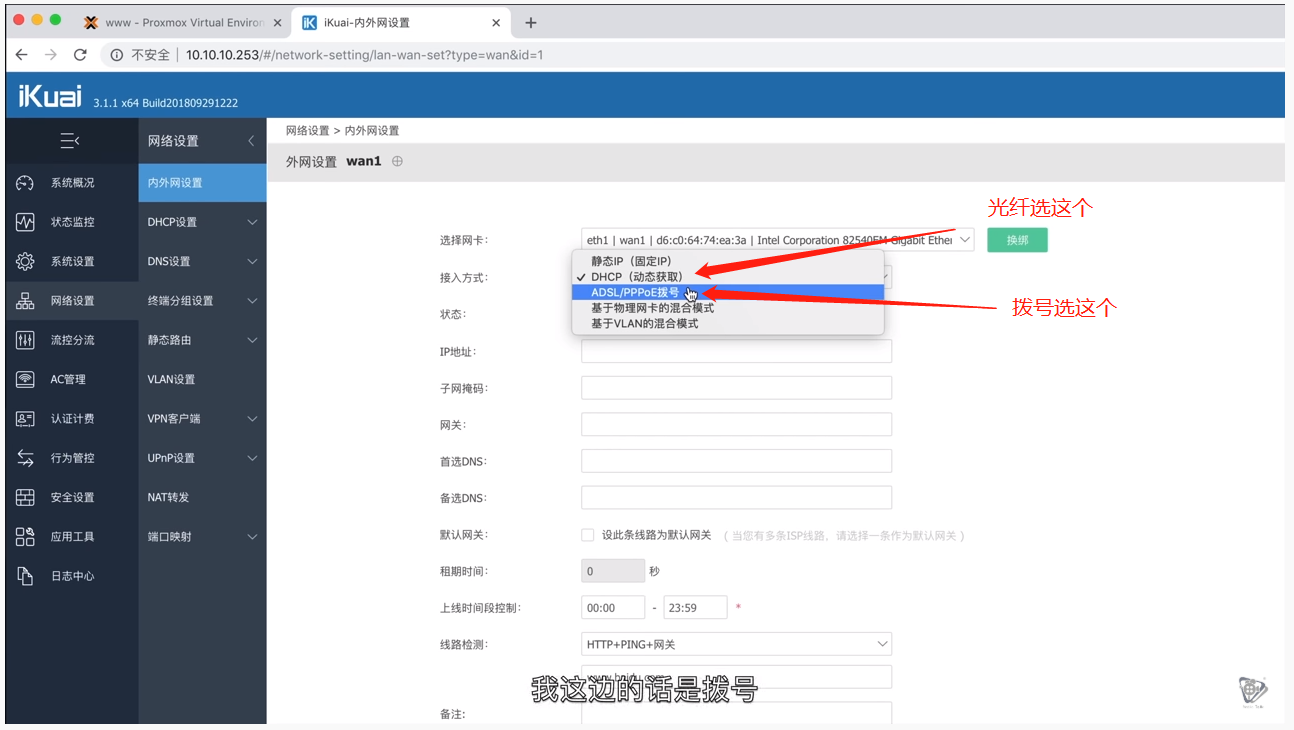 www - Proxmox Virtual Environ
iKuai-内外网设置
不安全 | 10.10.10.253/#/network-setting/lan-wan-set?type=wan&id=1
iKuai 3.1.1 x64 Build201809291222
网络设置
网络设置 > 内外网设置
外网设置 wan1
系统概况
状态监控
系统设置
网络设置
流控分流
AC管理
认证计费
行为管控
安全设置
应用工具
日志中心
内外网设置
DHCP设置
DNS设置
终端分组设置
静态路由
VLAN设置
VPN客户端
UPnP设置
NAT转发
端口映射
光纤选这个
选择网卡: eth1 | wan1 | d6:c0:64:74:ea:3a | Intel Corporation 82540EM Gigabit Ether 换绑
接入方式:
静态IP（固定IP）
DHCP（动态获取）
ADSL/PPPoE拨号
基于物理网卡的混合模式
基于VLAN的混合模式
拨号选这个
状态:
IP地址:
子网掩码:
网关:
首选DNS:
备选DNS:
默认网关: 设此条线路为默认网关 （当您有多条ISP线路，请选择一条作为默认网关）
租期时间: 0 秒
上线时间段控制: 00:00 - 23:59 *
线路检测: HTTP+PING+网关
我这边的话是拨号
备注: